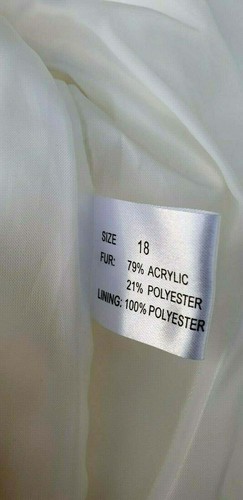 SIZE 18
FUR: 79% ACRYLIC
21% POLYESTER
LINING: 100% POLYESTER